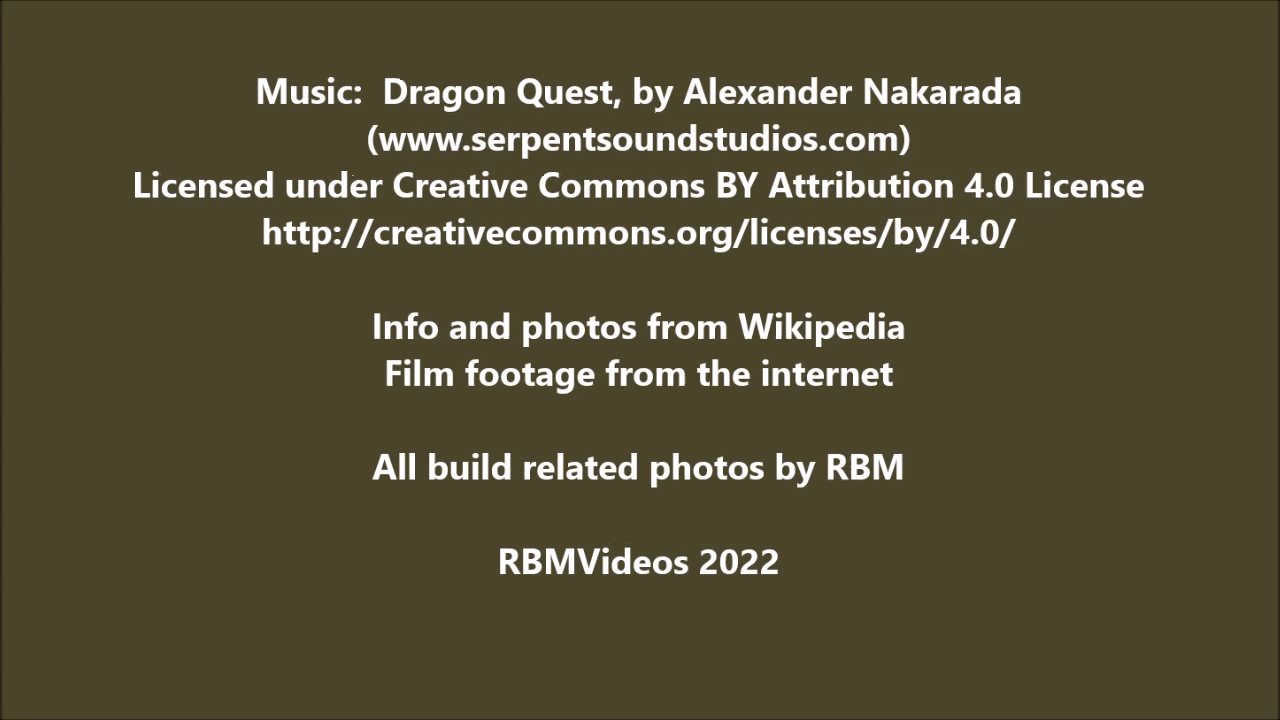 Music:  Dragon Quest, by Alexander Nakarada
(www.serpentsoundstudios.com)
Licensed under Creative Commons BY Attribution 4.0 License
http://creativecommons.org/licenses/by/4.0/
Info and photos from Wikipedia
Film footage from the internet
All build related photos by RBM
RBMVideos 2022